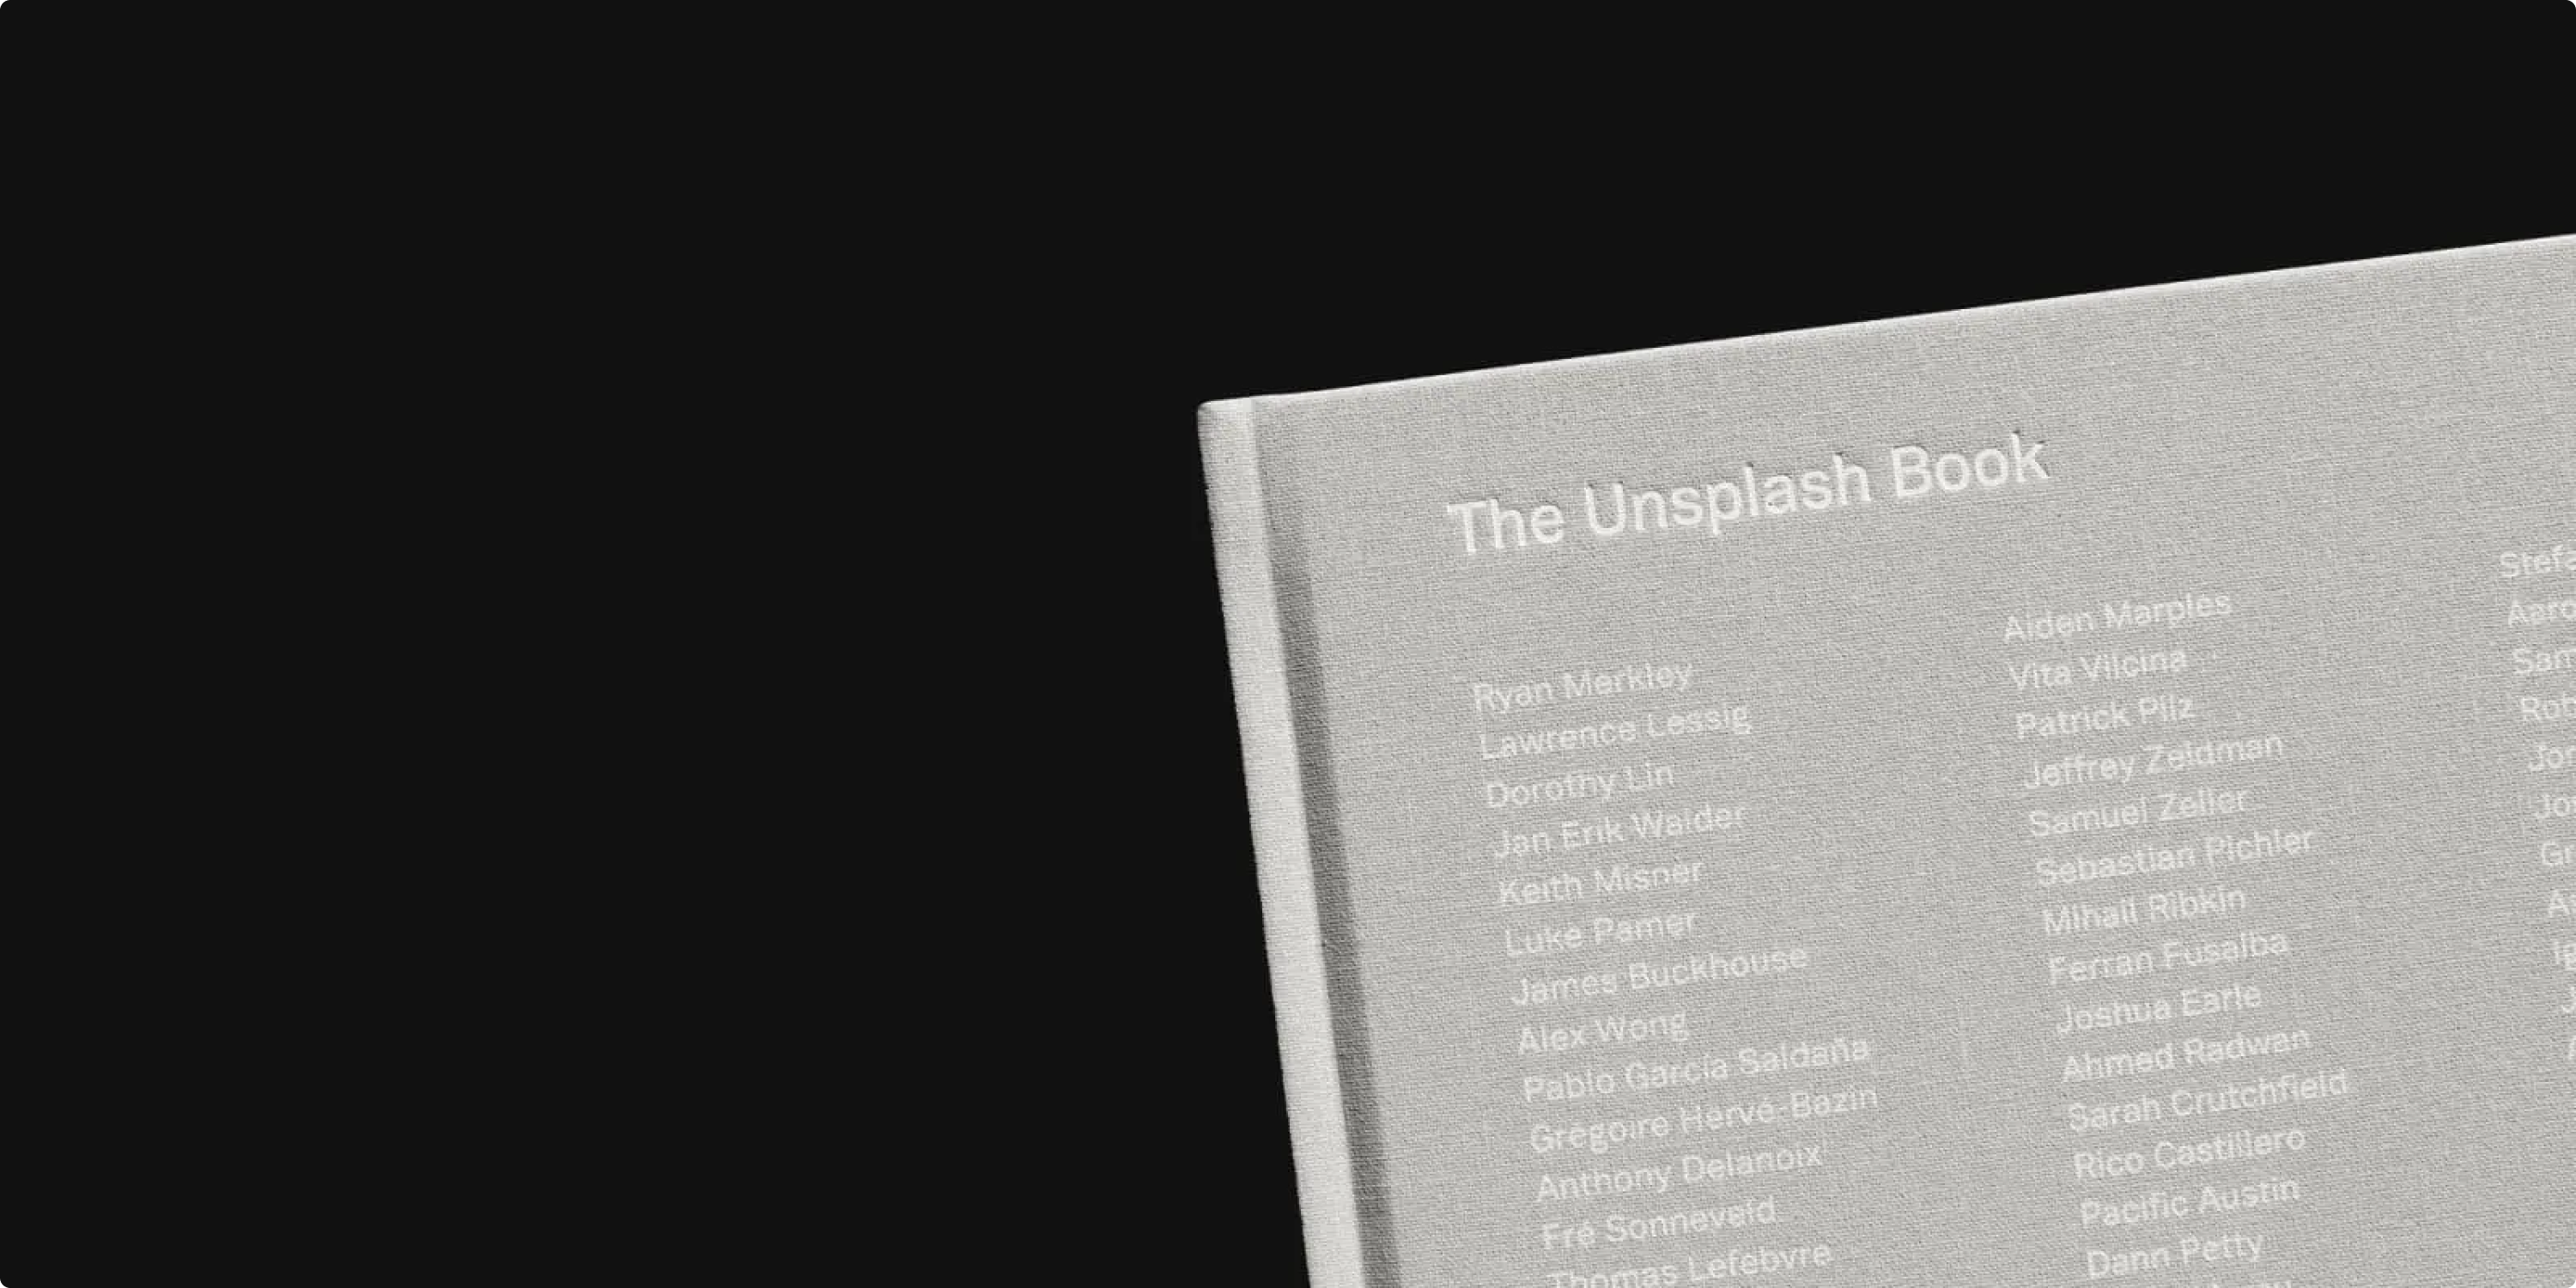 The Unsplash Book
Ryan Merkley
Lawrence Lessig
Dorothy Lin
Jan Erik Waider
Keith Misner
Luke Pamer
James Buckhouse
Alex Wong
Pablo García Saldaña
Gregoire Hervé-Bazin
Anthony Delanoix
Fré Sonneveld
Thomas Lefebvre
Aiden Marples
Vita Vilcina
Patrick Pilz
Jeffrey Zeldman
Samuel Zeller
Sebastian Pichler
Mihail Ribkin
Ferran Fusalba
Joshua Earle
Ahmed Radwan
Sarah Crutchfield
Rico Castillero
Pacific Austin
Dann Petty